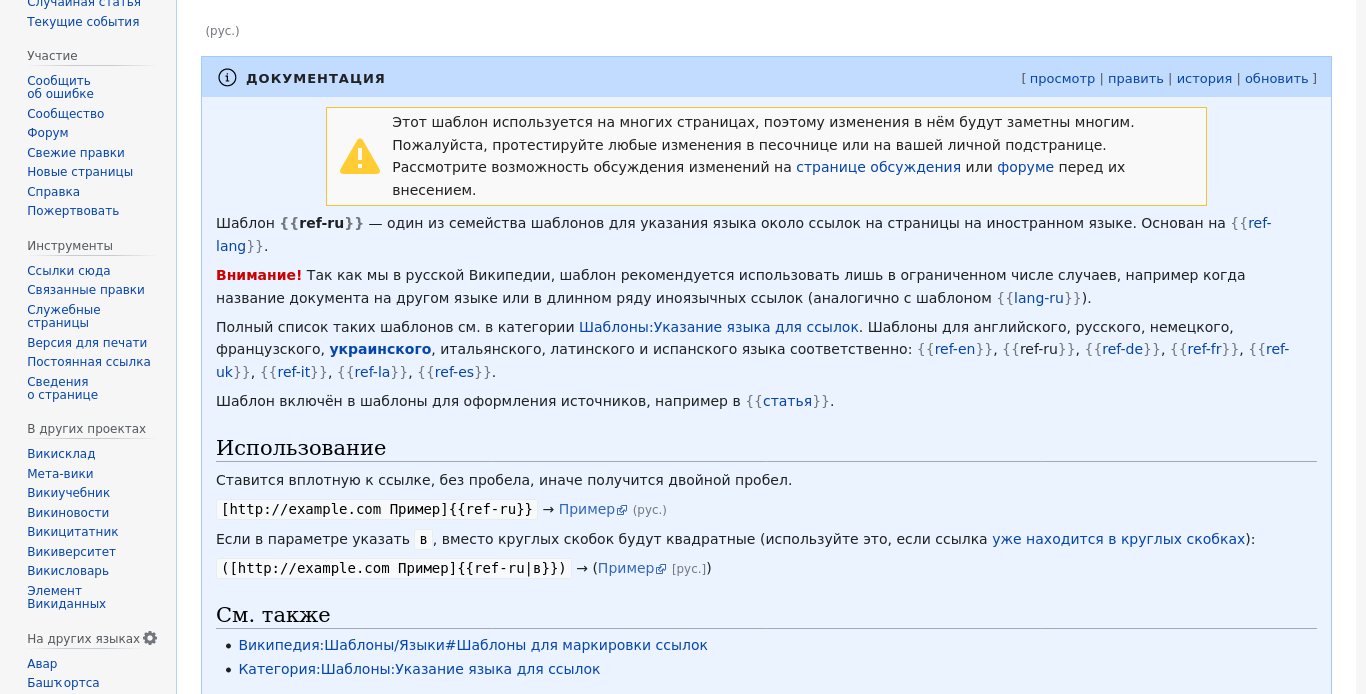 Случайная статья
Текущие события
Участие
Сообщить
об ошибке
Сообщество
Форум
Свежие правки
Новые страницы
Справка
Пожертвовать
Инструменты
Ссылки сюда
Связанные правки
Служебные
страницы
Версия для печати
Постоянная ссылка
Сведения
о странице
В других проектах
Викисклад
Мета-вики
Викиучебник
Викиновости
Викицитатник
Викиверситет
Викисловарь
Элемент
Викиданных
На других языках
Авар
Башҡортса
(рус.)
ДОКУМЕНТАЦИЯ
[ просмотр | править | история | обновить ]
Этот шаблон используется на многих страницах, поэтому изменения в нём будут заметны многим.
Пожалуйста, протестируйте любые изменения в песочнице или на вашей личной подстранице.
Рассмотрите возможность обсуждения изменений на странице обсуждения или форуме перед их
внесением.
Шаблон {{ref-ru}} — один из семейства шаблонов для указания языка около ссылок на страницы на иностранном языке. Основан на {{ref-
lang}}.
Внимание! Так как мы в русской Википедии, шаблон рекомендуется использовать лишь в ограниченном числе случаев, например когда
название документа на другом языке или в длинном ряду иноязычных ссылок (аналогично с шаблоном {{lang-ru}}).
Полный список таких шаблонов см. в категории Шаблоны:Указание языка для ссылок. Шаблоны для английского, русского, немецкого,
французского, украинского, итальянского, латинского и испанского языка соответственно: {{ref-en}}, {{ref-ru}}, {{ref-de}}, {{ref-fr}}, {{ref-
uk}}, {{ref-it}}, {{ref-la}}, {{ref-es}}.
Шаблон включён в шаблоны для оформления источников, например в {{статья}}.
Использование
Ставится вплотную к ссылке, без пробела, иначе получится двойной пробел.
[http://example.com Пример]{{ref-ru}} → Пример (рус.)
Если в параметре указать в, вместо круглых скобок будут квадратные (используйте это, если ссылка уже находится в круглых скобках):
([http://example.com Пример]{{ref-ru|в}}) → (Пример [рус.])
См. также
• Википедия:Шаблоны/Языки#Шаблоны для маркировки ссылок
• Категория:Шаблоны:Указание языка для ссылок